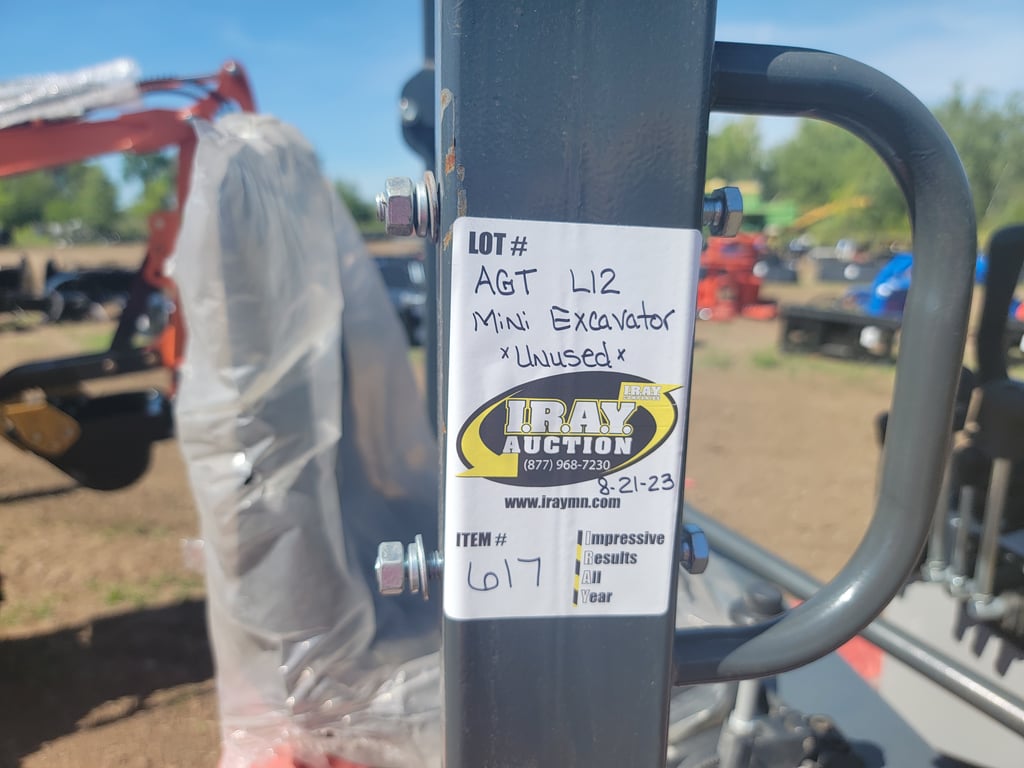 LOT #
AGT L12
Mini Excavator
*Unused*
I.R.A.Y.
I.R.A.Y.
AUCTION
(877) 968-7230
8-21-23
www.iraymn.com
ITEM #
617
Impressive
Results
All
Year